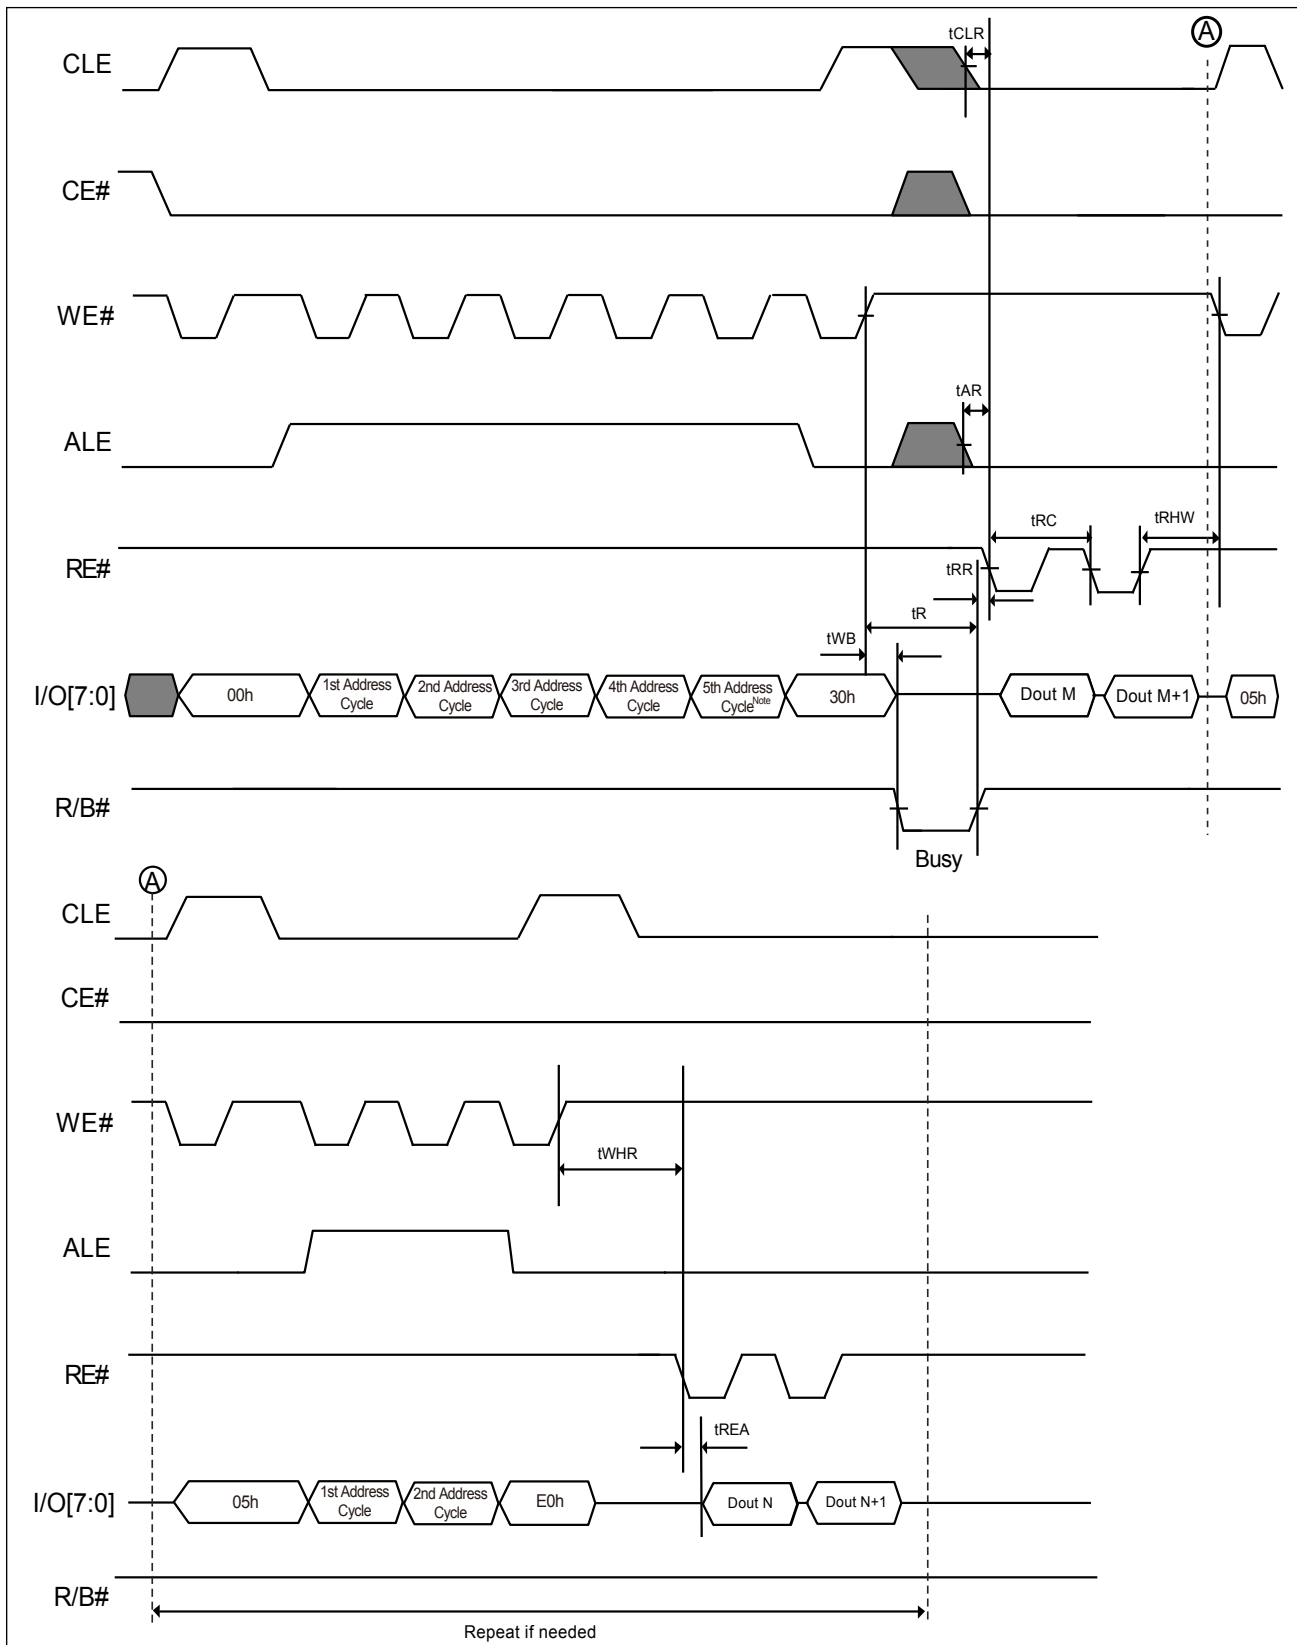 tCLR
A
CLE
CE#
WE#
tAR
ALE
tRC
tRHW
RE#
tRR
tR
tWB
I/O[7:0]
00h
1st Address
Cycle
2nd Address
Cycle
3rd Address
Cycle
4th Address
Cycle
5th Address
CycleNote
30h
Dout M
Dout M+1
05h
R/B#
Busy
A
CLE
CE#
WE#
tWHR
ALE
RE#
tREA
I/O[7:0]
05h
1st Address
Cycle
2nd Address
Cycle
E0h
Dout N
Dout N+1
R/B#
Repeat if needed